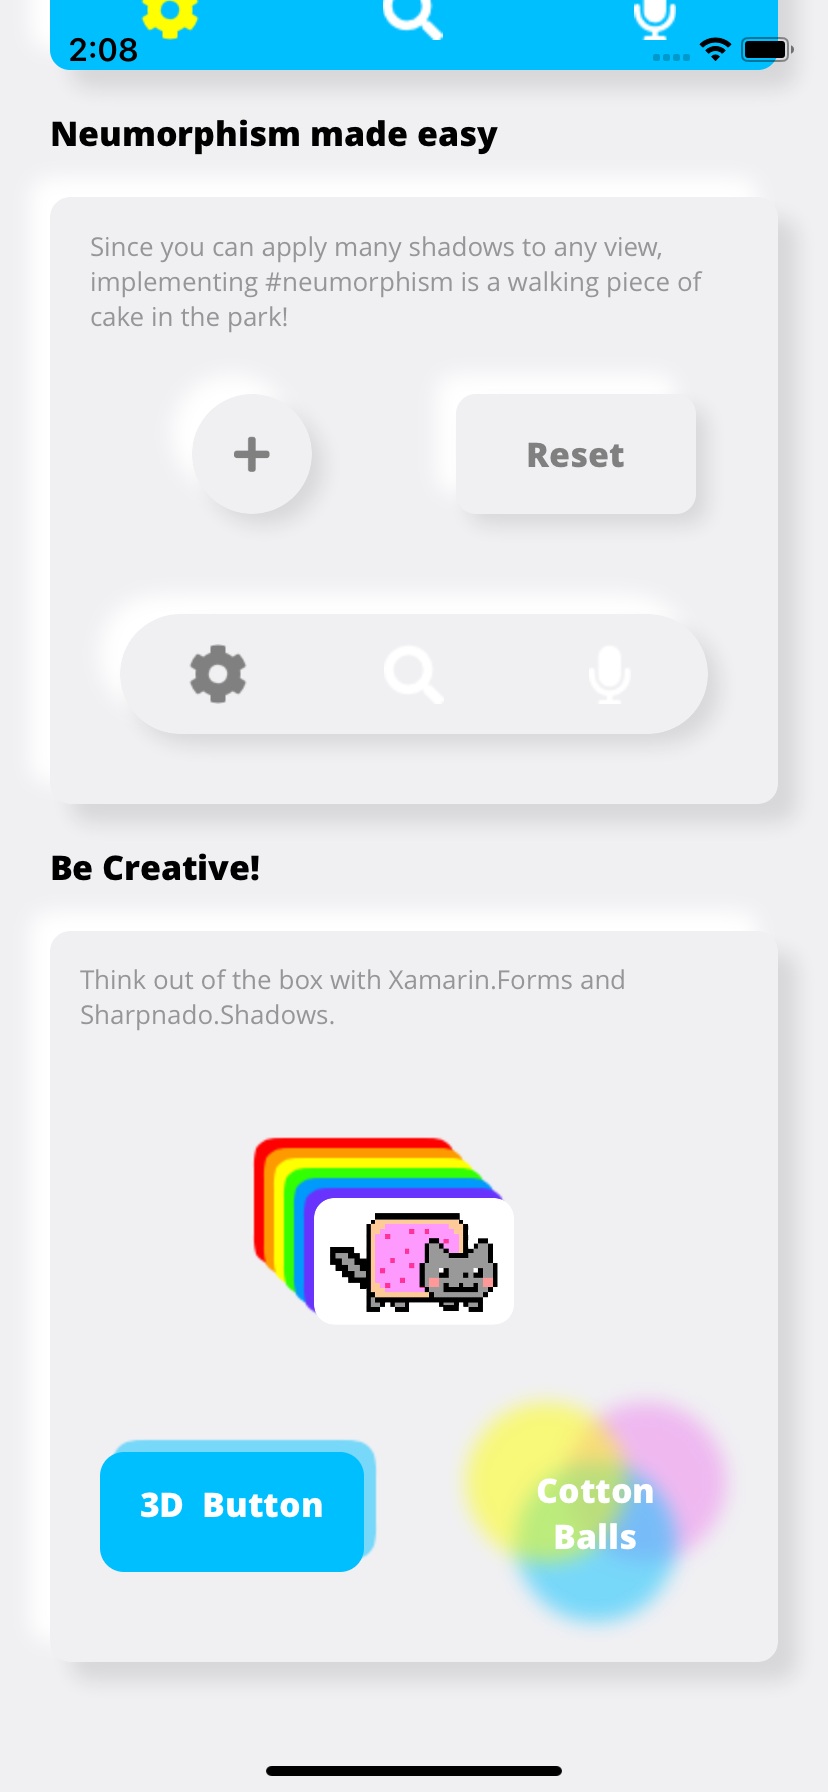 2:08
Neumorphism made easy
Since you can apply many shadows to any view,
implementing #neumorphism is a walking piece of
cake in the park!
Reset
Be Creative!
Think out of the box with Xamarin.Forms and
Sharpnado.Shadows.
3D  Button
Cotton
Balls